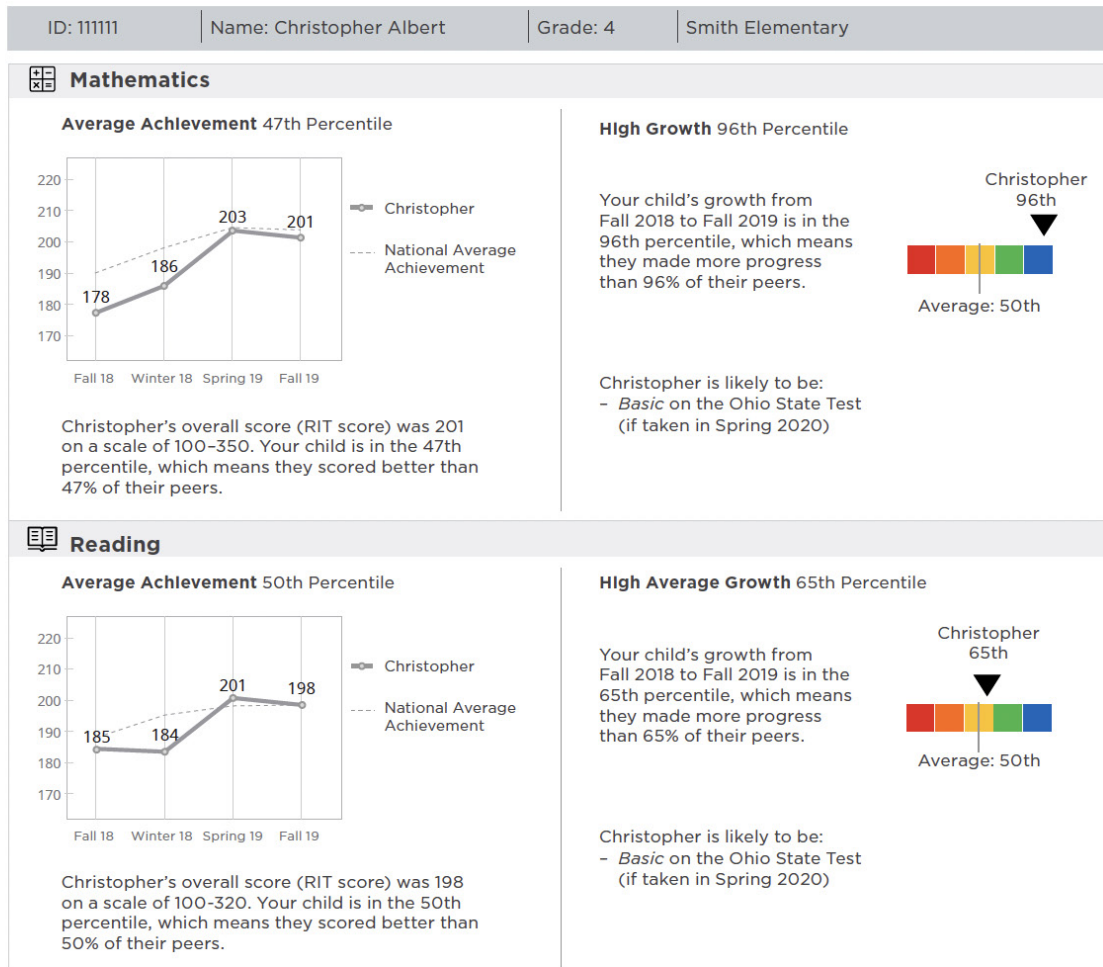 ID: 111111
Name: Christopher Albert
Grade: 4
Smith Elementary
Mathematics
Average Achievement 47th Percentile
220
210
200
190
180
170
178
186
203
201
Fall 18
Winter 18
Spring 19
Fall 19
Christopher
National Average
Achievement
Christopher's overall score (RIT score) was 201
on a scale of 100–350. Your child is in the 47th
percentile, which means they scored better than
47% of their peers.
High Growth 96th Percentile
Your child's growth from
Fall 2018 to Fall 2019 is in the
96th percentile, which means
they made more progress
than 96% of their peers.
Christopher
96th
Average: 50th
Christopher is likely to be:
– Basic on the Ohio State Test
(if taken in Spring 2020)
Reading
Average Achievement 50th Percentile
220
210
200
190
180
170
185
184
201
198
Fall 18
Winter 18
Spring 19
Fall 19
Christopher
National Average
Achievement
Christopher's overall score (RIT score) was 198
on a scale of 100-320. Your child is in the 50th
percentile, which means they scored better than
50% of their peers.
High Average Growth 65th Percentile
Your child's growth from
Fall 2018 to Fall 2019 is in the
65th percentile, which means
they made more progress
than 65% of their peers.
Christopher
65th
Average: 50th
Christopher is likely to be:
– Basic on the Ohio State Test
(if taken in Spring 2020)